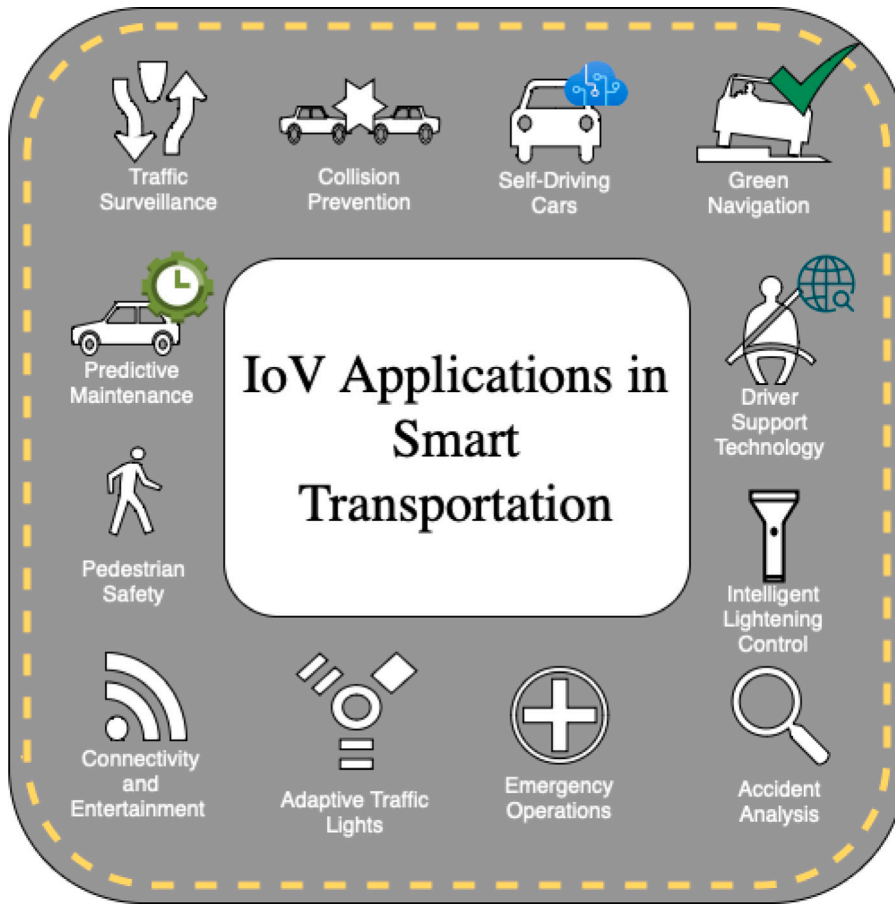 Traffic
Surveillance
Collision
Prevention
Self-Driving
Cars
Green
Navigation
Predictive
Maintenance
IoV Applications in
Smart
Transportation
Driver
Support
Technology
Pedestrian
Safety
Intelligent
Lightening
Control
Connectivity
and
Entertainment
Adaptive Traffic
Lights
Emergency
Operations
Accident
Analysis